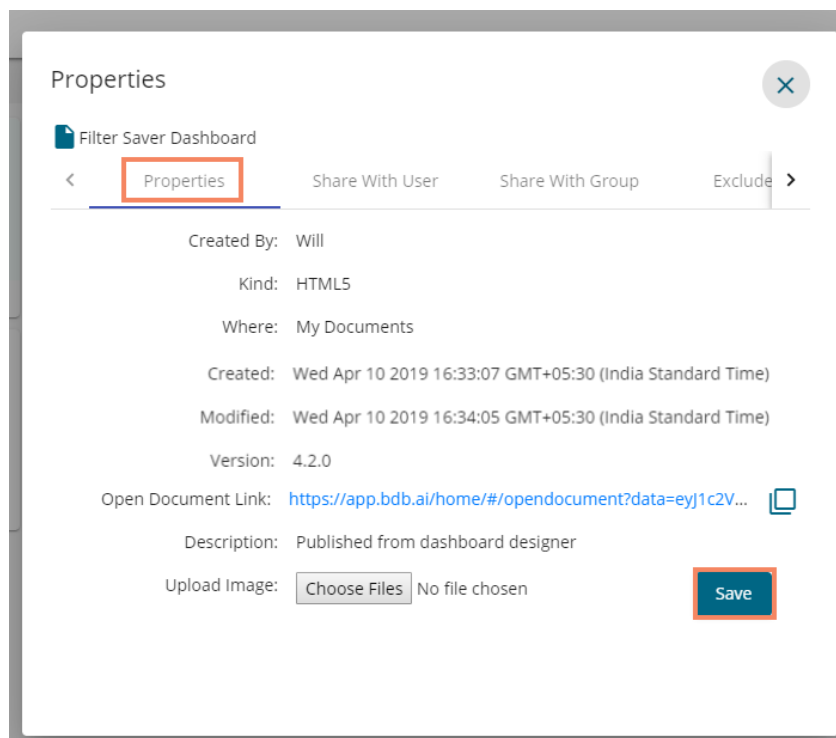 Properties
Filter Saver Dashboard
Properties Share With User Share With Group Exclude
Created By: Will
Kind: HTML5
Where: My Documents
Created: Wed Apr 10 2019 16:33:07 GMT+05:30 (India Standard Time)
Modified: Wed Apr 10 2019 16:34:05 GMT+05:30 (India Standard Time)
Version: 4.2.0
Open Document Link: https://app.bdb.ai/home/#/opendocument?data=eyJ1c2V...
Description: Published from dashboard designer
Upload Image: Choose Files No file chosen
Save